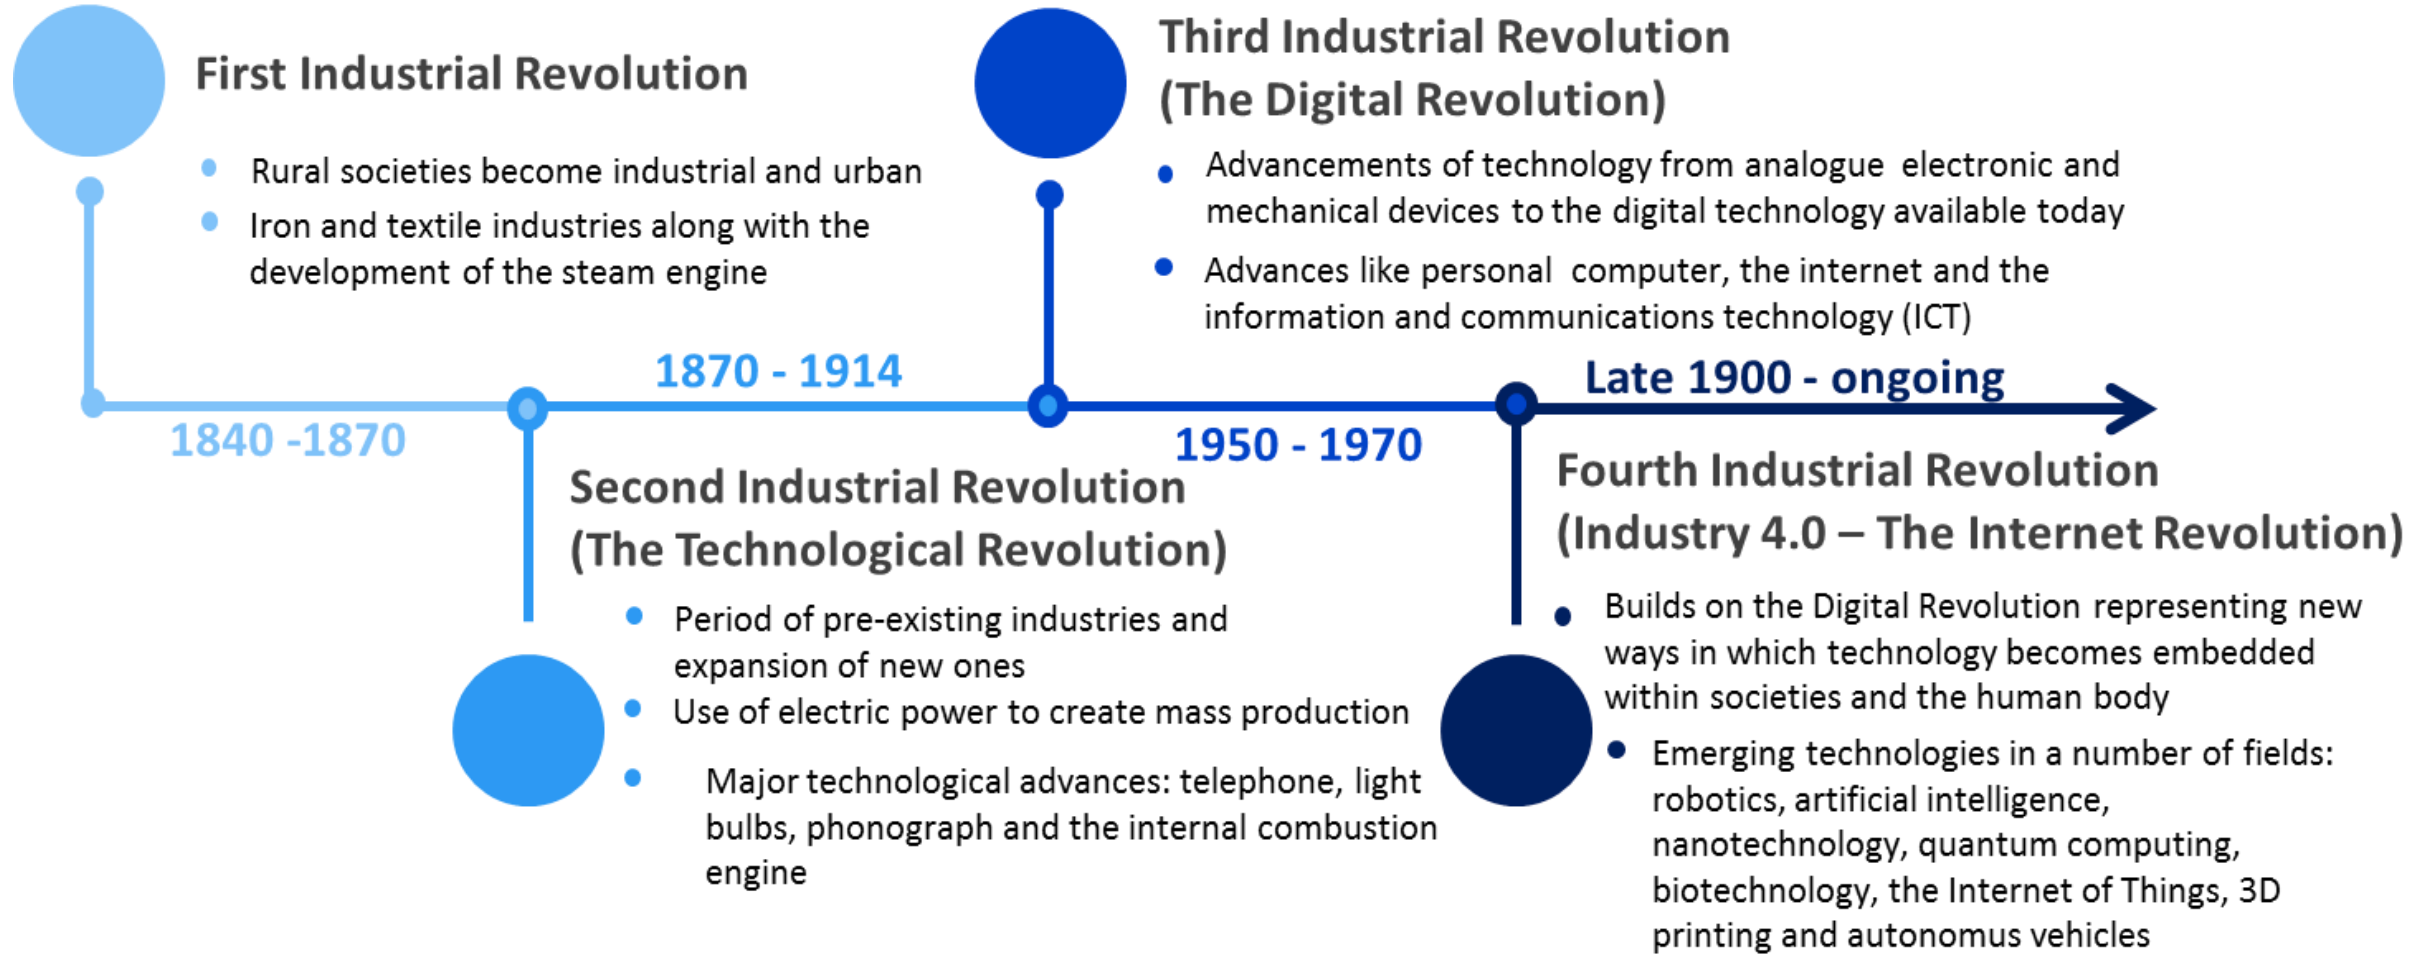 First Industrial Revolution
Rural societies become industrial and urban
Iron and textile industries along with the
development of the steam engine
1840 -1870
1870 - 1914
Second Industrial Revolution
(The Technological Revolution)
Period of pre-existing industries and
expansion of new ones
Use of electric power to create mass production
Major technological advances: telephone, light
bulbs, phonograph and the internal combustion
engine
Third Industrial Revolution
(The Digital Revolution)
Advancements of technology from analogue electronic and
mechanical devices to the digital technology available today
Advances like personal computer, the internet and the
information and communications technology (ICT)
1950 - 1970
Late 1900 - ongoing
Fourth Industrial Revolution
(Industry 4.0 – The Internet Revolution)
Builds on the Digital Revolution representing new
ways in which technology becomes embedded
within societies and the human body
Emerging technologies in a number of fields:
robotics, artificial intelligence,
nanotechnology, quantum computing,
biotechnology, the Internet of Things, 3D
printing and autonomus vehicles